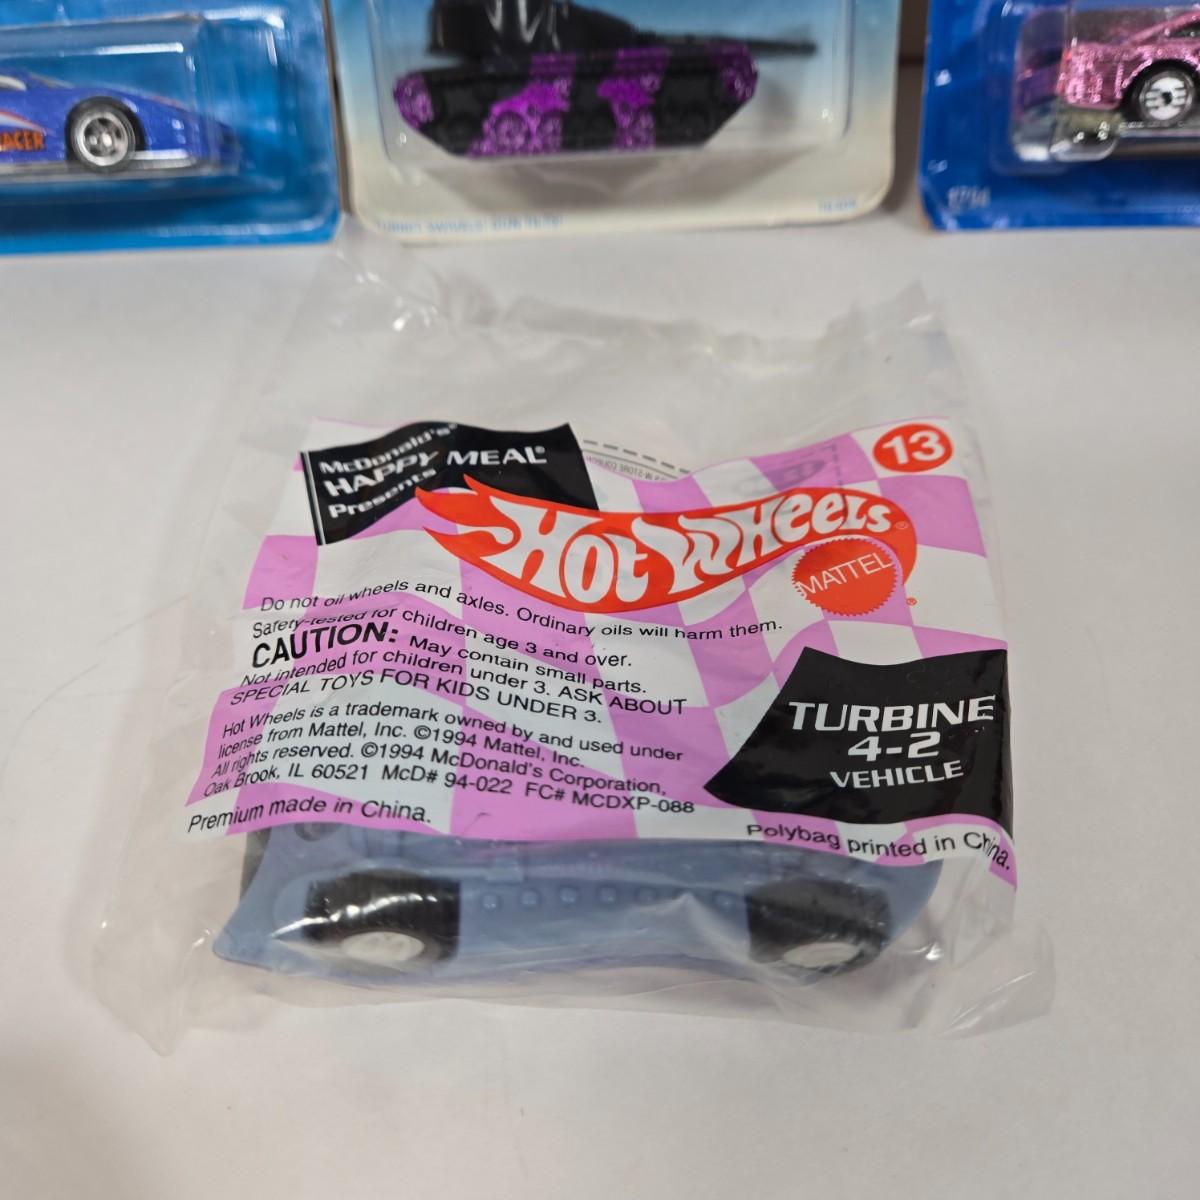 RACER
McDonald's®
HAPPY MEAL®
Presents
13
HOT WHEELS®
MATTEL®
Do not oil wheels and axles. Ordinary oils will harm them.
Safety-tested for children age 3 and over.
CAUTION: May contain small parts.
Not intended for children under 3. ASK ABOUT
SPECIAL TOYS FOR KIDS UNDER 3.
Hot Wheels is a trademark owned by and used under
license from Mattel, Inc. ©1994 Mattel, Inc.
All rights reserved. ©1994 McDonald's Corporation,
Oak Brook, IL 60521 McD# 94-022 FC# MCDXP-088
Premium made in China.
TURBINE
4-2
VEHICLE
Polybag printed in China.